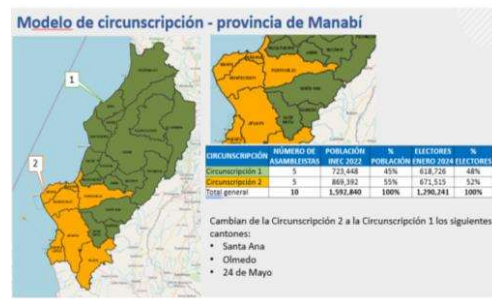 Modelo de circunscripción - provincia de Manabí
1
2
CIRCUNSCRIPCIÓN NÚMERO DE ASAMBLEISTAS POBLACIÓN INEC 2022 % POBLACIÓN ELECTORES ENERO 2024 % ELECTORES
Circunscripción 1 5 723,448 45% 618,726 48%
Circunscripción 2 5 869,392 55% 671,515 52%
Total general 10 1,592,840 100% 1,290,241 100%
Cambian de la Circunscripción 2 a la Circunscripción 1 los siguientes
cantones:
• Santa Ana
• Olmedo
• 24 de Mayo